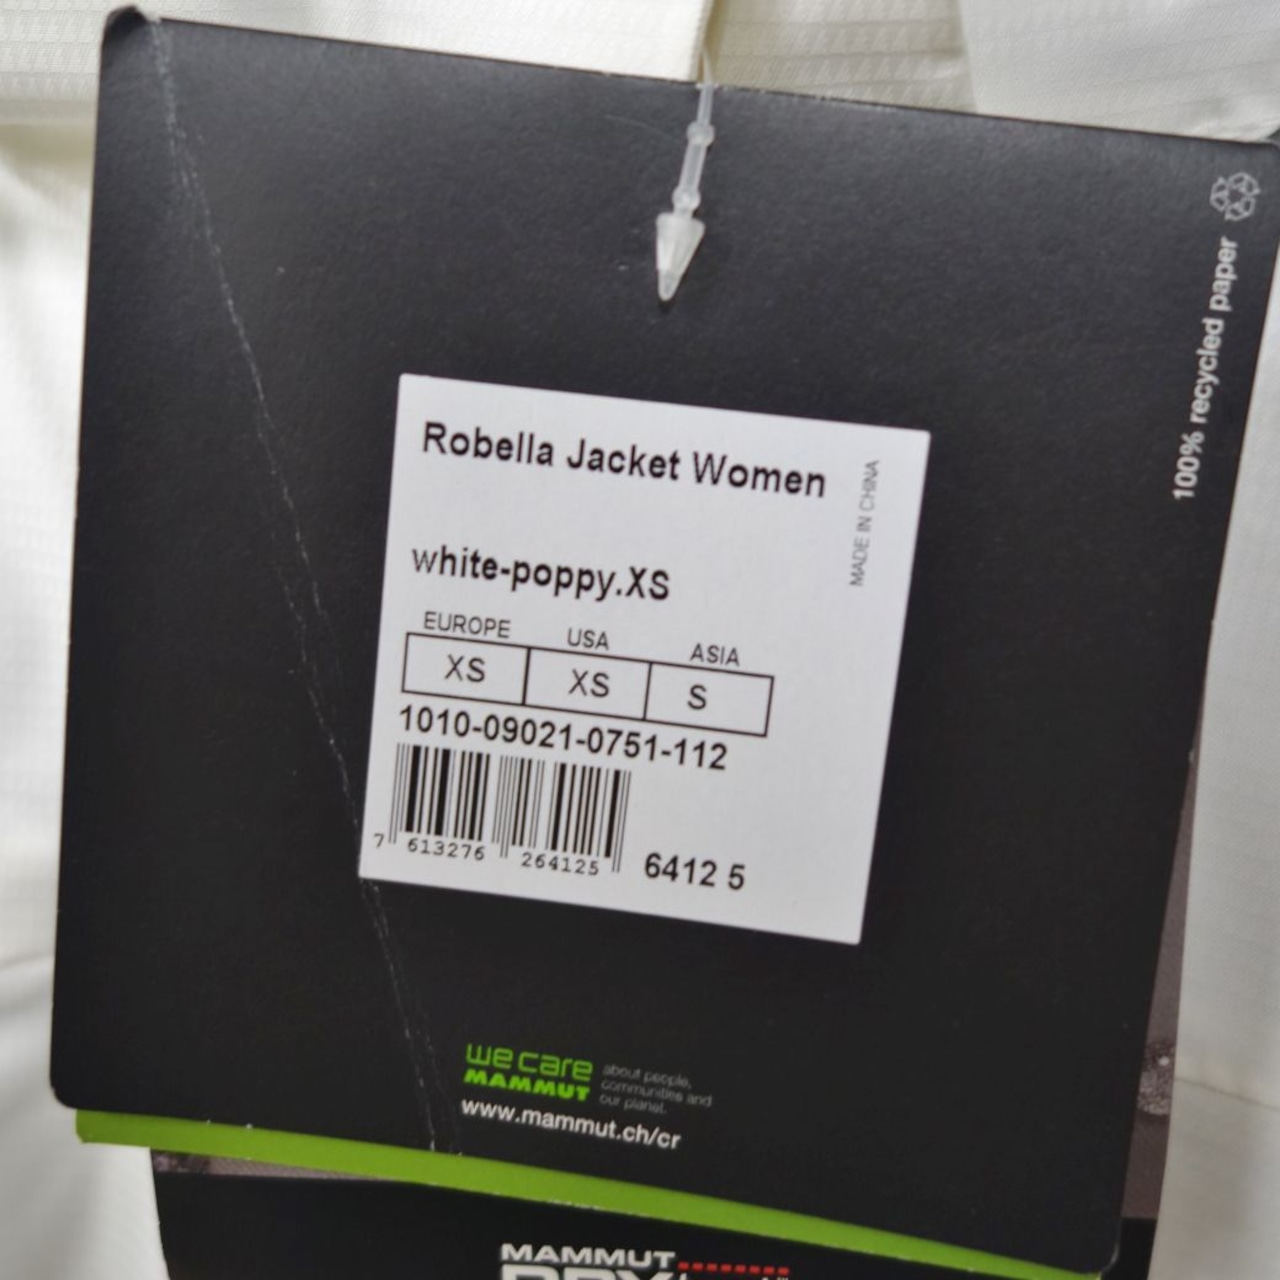 100% recycled paper
Robella Jacket Women
MADE IN CHINA
white-poppy.XS
EUROPE USA ASIA
XS XS S
1010-09021-0751-112
7 613276 264125
6412 5
we care
MAMMUT
about people,
communities and
our planet.
www.mammut.ch/cr
MAMMUT